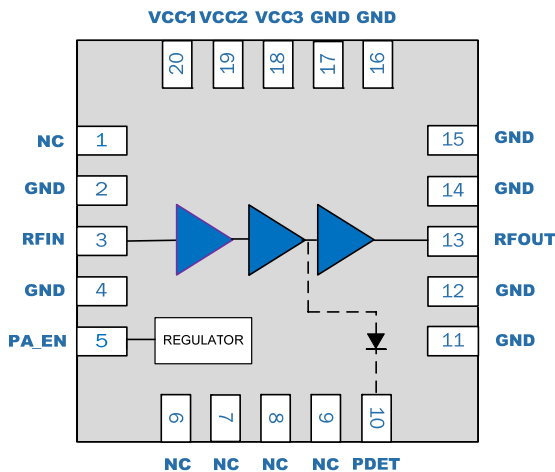 VCC1 VCC2 VCC3 GND GND
20 19 18 17 16
NC 1 15 GND
GND 2 14 GND
RFIN 3 13 RFOUT
GND 4 12 GND
PA_EN 5 REGULATOR 11 GND
6 7 8 9 10
NC NC NC NC PDET